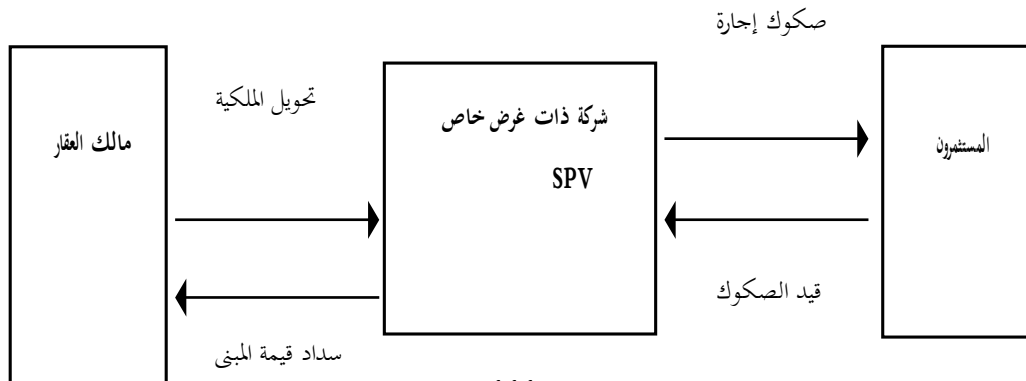 صكوك إجارة
تحويل الملكية
شركة ذات غرض خاص
SPV
مالك العقار
المستثمرون
قيد الصكوك
سداد قيمة المبنى